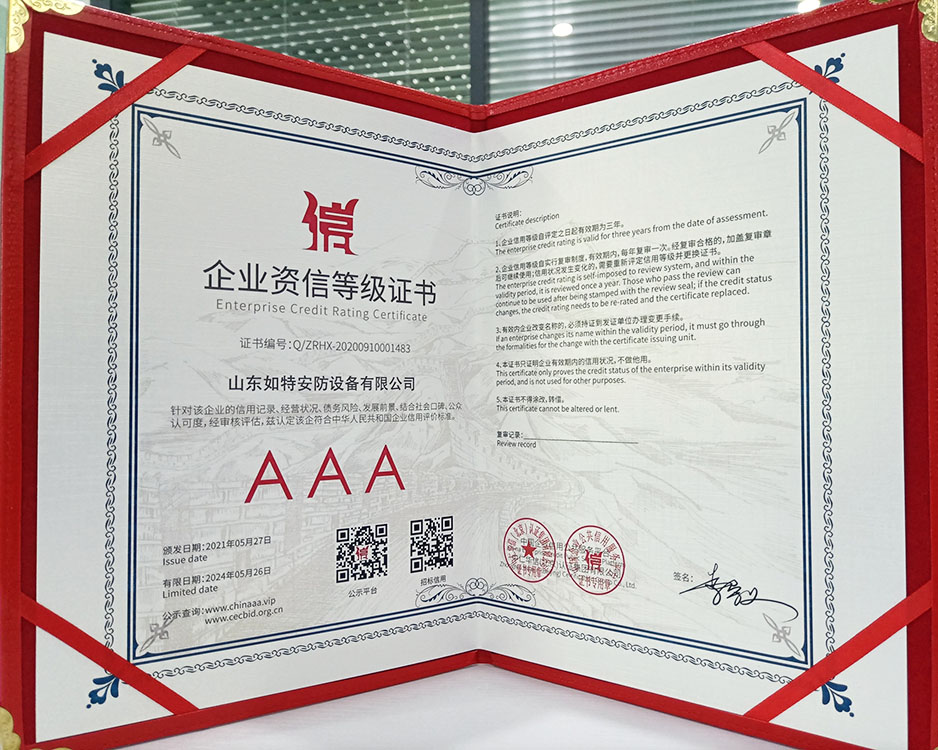 信
企业资信等级证书
Enterprise Credit Rating Certificate
证书编号：Q/ZRHX-20200910001483
山东如特安防设备有限公司
针对该企业的信用记录、经营状况、债务风险、发展前景、结合社会口碑、公众
认可度，经审核评估，兹认定该企符合中华人民共和国企业信用评价标准。
AAA
颁发日期：2021年05月27日
Issue date
有限日期：2024年05月26日
Limited date
公示查询：www.chinaaa.vip
www.cecbid.org.cn
公示平台
招标信用
证书说明：
Certificate description
1.企业信用等级自评定之日起有效期为三年。
The enterprise credit rating is valid for three years from the date of assessment.
2.企业信用等级自实行复审制度，有效期内，每年复审一次。经复审合格的，加盖复审章
后可继续使用；信用状况发生变化的，需要重新评定信用等级并更换证书。
The enterprise credit rating is self-imposed to review system, and within the
validity period, it is reviewed once a year. Those who pass the review can
continue to be used after being stamped with the review seal; if the credit status
changes, the credit rating needs to be re-rated and the certificate replaced.
3.有效内企业改变名称的，必须持证到发证单位办理变更手续。
If an enterprise changes its name within the validity period, it must go through
the formalities for the change with the certificate issuing unit.
4.本证书只证明企业有效期内的信用状况，不做他用。
This certificate only proves the credit status of the enterprise within its validity
period, and is not used for other purposes.
5.本证书不得涂改，转借。
This certificate cannot be altered or lent.
复审记录：
Review record
签名：